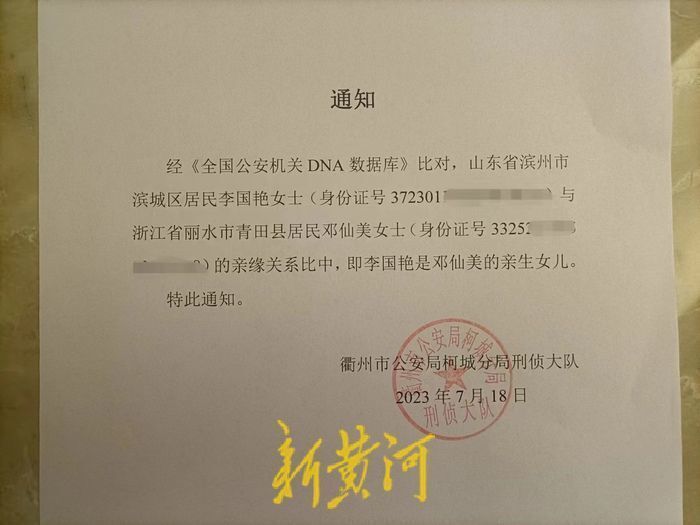 通知
经《全国公安机关 DNA 数据库》比对，山东省滨州市
滨城区居民李国艳女士（身份证号 372301）与
浙江省丽水市青田县居民邓仙美女士（身份证号 33252
）的亲缘关系比中，即李国艳是邓仙美的亲生女儿。
特此通知。
衢州市公安局柯城分局刑侦大队
2023 年 7 月 18 日
衢州市公安局柯城分局
刑侦大队
新黄河